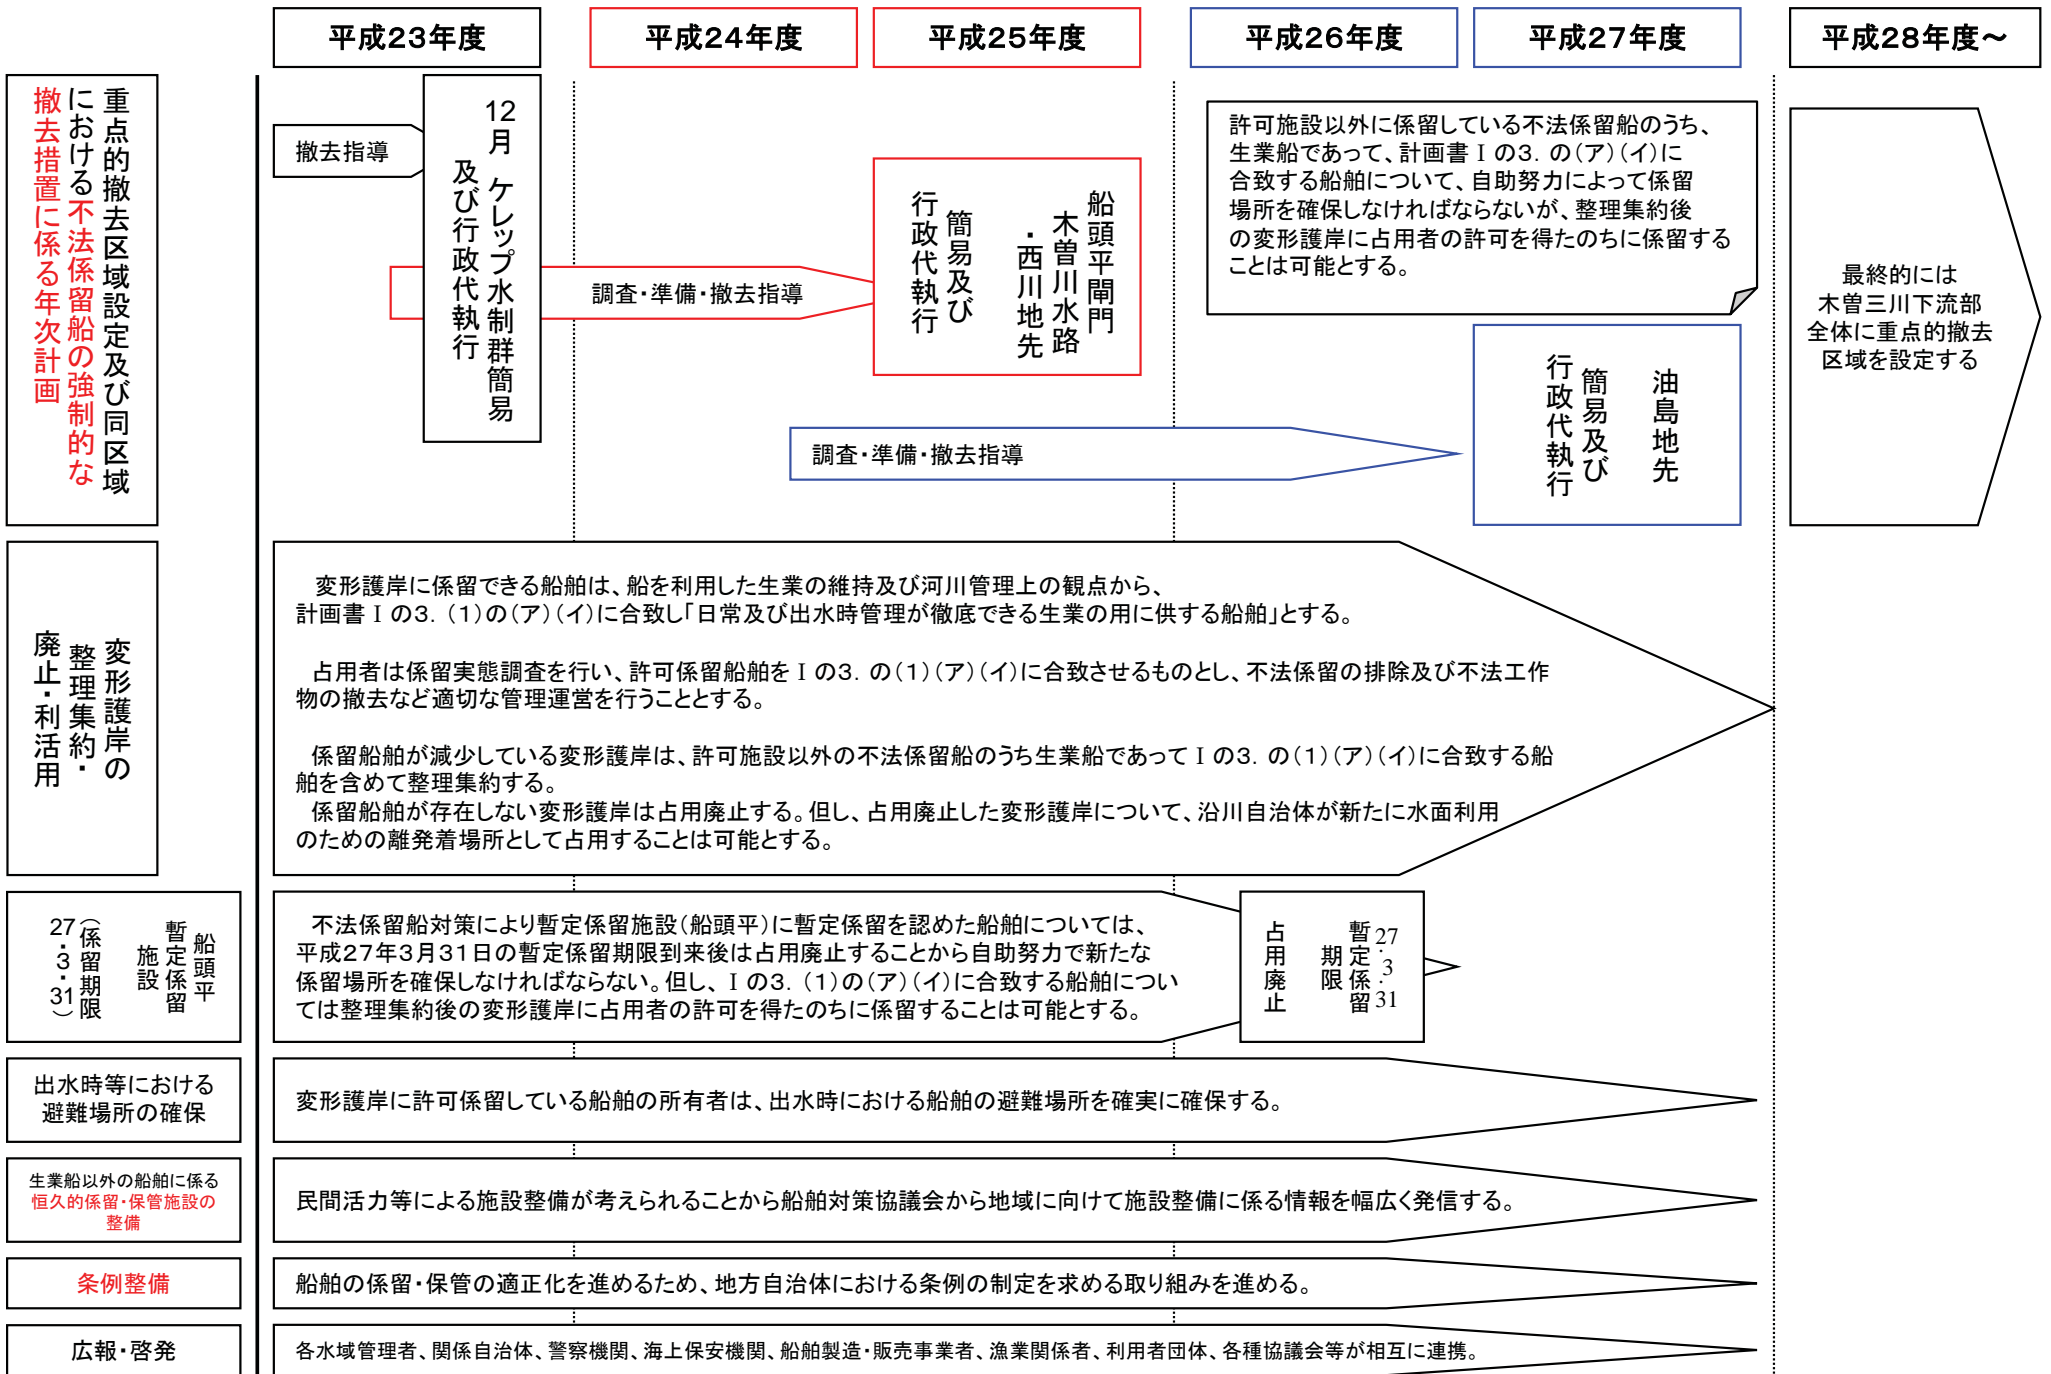 平成23年度
平成24年度
平成25年度
平成26年度
平成27年度
平成28年度～
重点的撤去区域設定及び同区域
における不法係留船の強制的な
撤去措置に係る年次計画
撤去指導
12月 ケレップ水制群簡易
及び行政代執行
調査・準備・撤去指導
船頭平閘門
木曽川水路
・西川地先
簡易及び
行政代執行
許可施設以外に係留している不法係留船のうち、
生業船であって、計画書Ⅰの3．の(ア)(イ)に
合致する船舶について、自助努力によって係留
場所を確保しなければならないが、整理集約後
の変形護岸に占用者の許可を得たのちに係留する
ことは可能とする。
調査・準備・撤去指導
油島地先
簡易及び
行政代執行
最終的には
木曽三川下流部
全体に重点的撤去
区域を設定する
変形護岸の
整理集約・
廃止・利活用
変形護岸に係留できる船舶は、船を利用した生業の維持及び河川管理上の観点から、
計画書Ⅰの3．(1)の(ア)(イ)に合致し「日常及び出水時管理が徹底できる生業の用に供する船舶」とする。
占用者は係留実態調査を行い、許可係留船舶をⅠの3．の(1)(ア)(イ)に合致させるものとし、不法係留の排除及び不法工作
物の撤去など適切な管理運営を行うこととする。
係留船舶が減少している変形護岸は、許可施設以外の不法係留船のうち生業船であってⅠの3．の(1)(ア)(イ)に合致する船
舶を含めて整理集約する。
係留船舶が存在しない変形護岸は占用廃止する。但し、占用廃止した変形護岸について、沿川自治体が新たに水面利用
のための離発着場所として占用することは可能とする。
船頭平
暫定係留
施設
(係留期限
27・3・31)
不法係留船対策により暫定係留施設(船頭平)に暫定係留を認めた船舶については、
平成27年3月31日の暫定係留期限到来後は占用廃止することから自助努力で新たな
係留場所を確保しなければならない。但し、Ⅰの3．(1)の(ア)(イ)に合致する船舶につい
ては整理集約後の変形護岸に占用者の許可を得たのちに係留することは可能とする。
27・3・31
暫定係留
期限
占用廃止
出水時等における
避難場所の確保
変形護岸に許可係留している船舶の所有者は、出水時における船舶の避難場所を確実に確保する。
生業船以外の船舶に係る
恒久的係留・保管施設の
整備
民間活力等による施設整備が考えられることから船舶対策協議会から地域に向けて施設整備に係る情報を幅広く発信する。
条例整備
船舶の係留・保管の適正化を進めるため、地方自治体における条例の制定を求める取り組みを進める。
広報・啓発
各水域管理者、関係自治体、警察機関、海上保安機関、船舶製造・販売事業者、漁業関係者、利用者団体、各種協議会等が相互に連携。